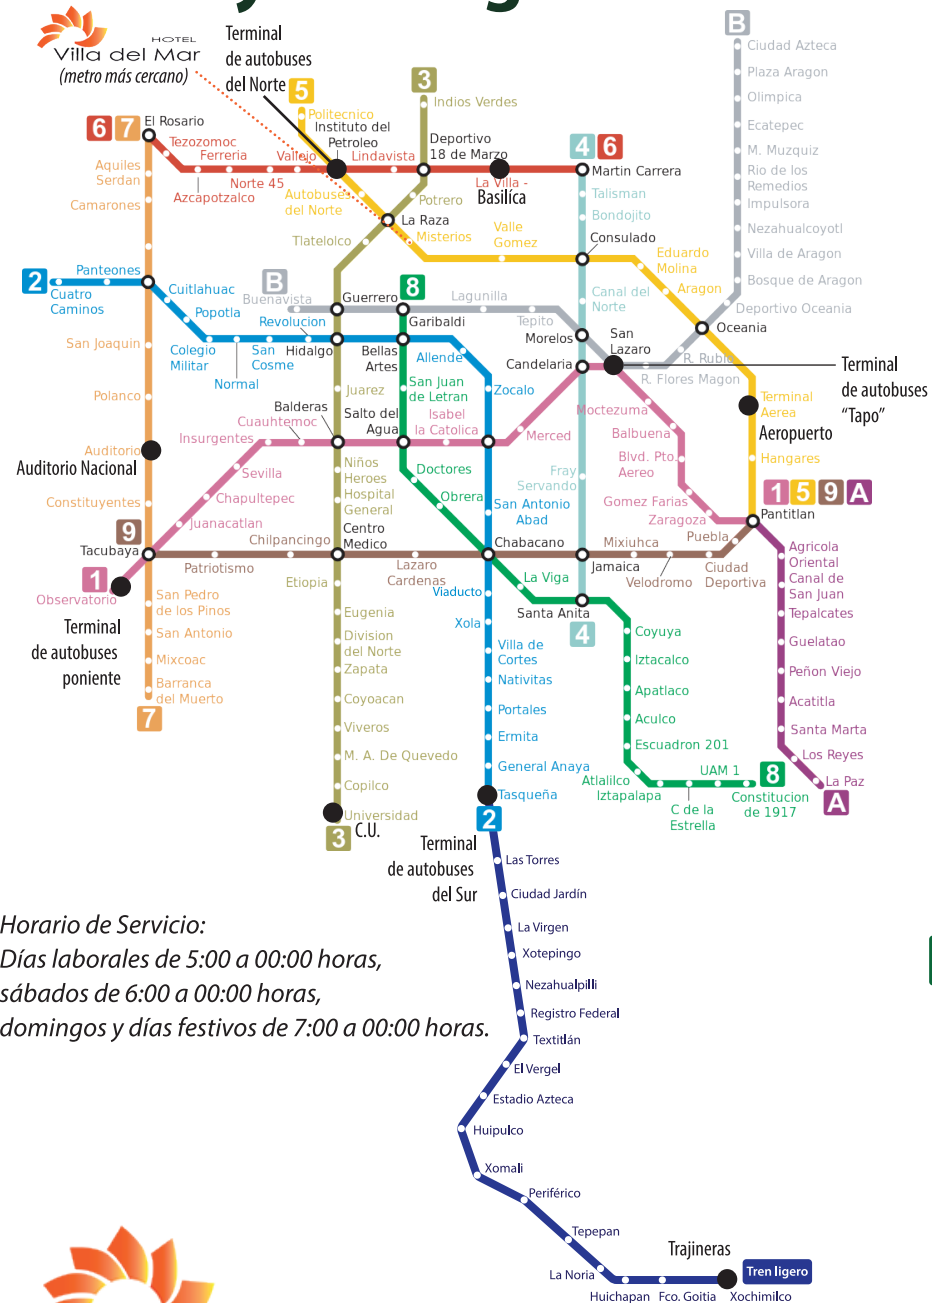 HOTEL
Villa del Mar
(metro más cercano)
Terminal
de autobuses
del Norte
B
Ciudad Azteca
Plaza Aragon
Olimpica
Ecatepec
M. Muzquiz
Rio de los
Remedios
Impulsora
Nezahualcoyotl
Villa de Aragon
Bosque de Aragon
Deportivo Oceania
Oceania
R. Rubia
R. Flores Magon
5
Politecnico
Instituto del
Petroleo
3
Indios Verdes
Deportivo
18 de Marzo
6 7
El Rosario
Tezozomoc
Ferreria
Vallejo
Lindavista
Azcapotzalco
Norte 45
La Villa -
Basilíca
4 6
Martin Carrera
Talisman
Bondojito
Consulado
Canal del
Norte
Aquiles
Serdan
Camarones
Autobuses
del Norte
Potrero
La Raza
Misterios
Valle
Gomez
Eduardo
Molina
Aragon
Tlatelolco
2
Panteones
Cuatro
Caminos
Cuitlahuac
Popotla
Colegio
Militar
Normal
San
Cosme
Revolucion
Hidalgo
B
Buenavista
Guerrero
8
Garibaldi
Lagunilla
Tepito
Morelos
San
Lazaro
Candelaria
Bellas
Artes
Allende
Zocalo
Terminal
de autobuses
“Tapo”
San Joaquin
Polanco
Auditorio
Auditorio Nacional
Constituyentes
Juarez
Balderas
Cuauhtemoc
Insurgentes
Salto del
Agua
San Juan
de Letran
Isabel
la Catolica
Merced
Moctezuma
Balbuena
Blvd. Pto.
Aereo
Gomez Farias
Zaragoza
Terminal
Aerea
Aeropuerto
Hangares
1 5 9 A
Pantitlan
Sevilla
Chapultepec
Juanacatlan
Niños
Heroes
Hospital
General
Centro
Medico
Doctores
Obrera
San Antonio
Abad
Fray
Servando
9
Tacubaya
Patriotismo
Chilpancingo
Lazaro
Cardenas
Chabacano
Jamaica
Mixiuhca
Velodromo
Ciudad
Deportiva
Puebla
1
Observatorio
Terminal
de autobuses
poniente
San Pedro
de los Pinos
San Antonio
Mixcoac
Barranca
del Muerto
7
Etiopia
Eugenia
Division
del Norte
Zapata
Coyoacan
Viveros
M. A. De Quevedo
Copilco
Universidad
3
C.U.
Viaducto
Xola
Villa de
Cortes
Nativitas
Portales
Ermita
General Anaya
Tasqueña
2
Terminal
de autobuses
del Sur
La Viga
Santa Anita
4
Coyuya
Iztacalco
Apatlaco
Aculco
Escuadron 201
Atlalilco
Iztapalapa
C de la
Estrella
UAM 1
8
Constitucion
de 1917
Agricola
Oriental
Canal de
San Juan
Tepalcates
Guelatao
Peñon Viejo
Acatitla
Santa Marta
Los Reyes
La Paz
A
Las Torres
Ciudad Jardín
La Virgen
Xotepingo
Nezahualpilli
Registro Federal
Textitlán
El Vergel
Estadio Azteca
Huipulco
Xomali
Periférico
Tepepan
La Noria
Huichapan
Fco. Goitia
Xochimilco
Trajineras
Tren ligero
Horario de Servicio:
Días laborales de 5:00 a 00:00 horas,
sábados de 6:00 a 00:00 horas,
domingos y días festivos de 7:00 a 00:00 horas.